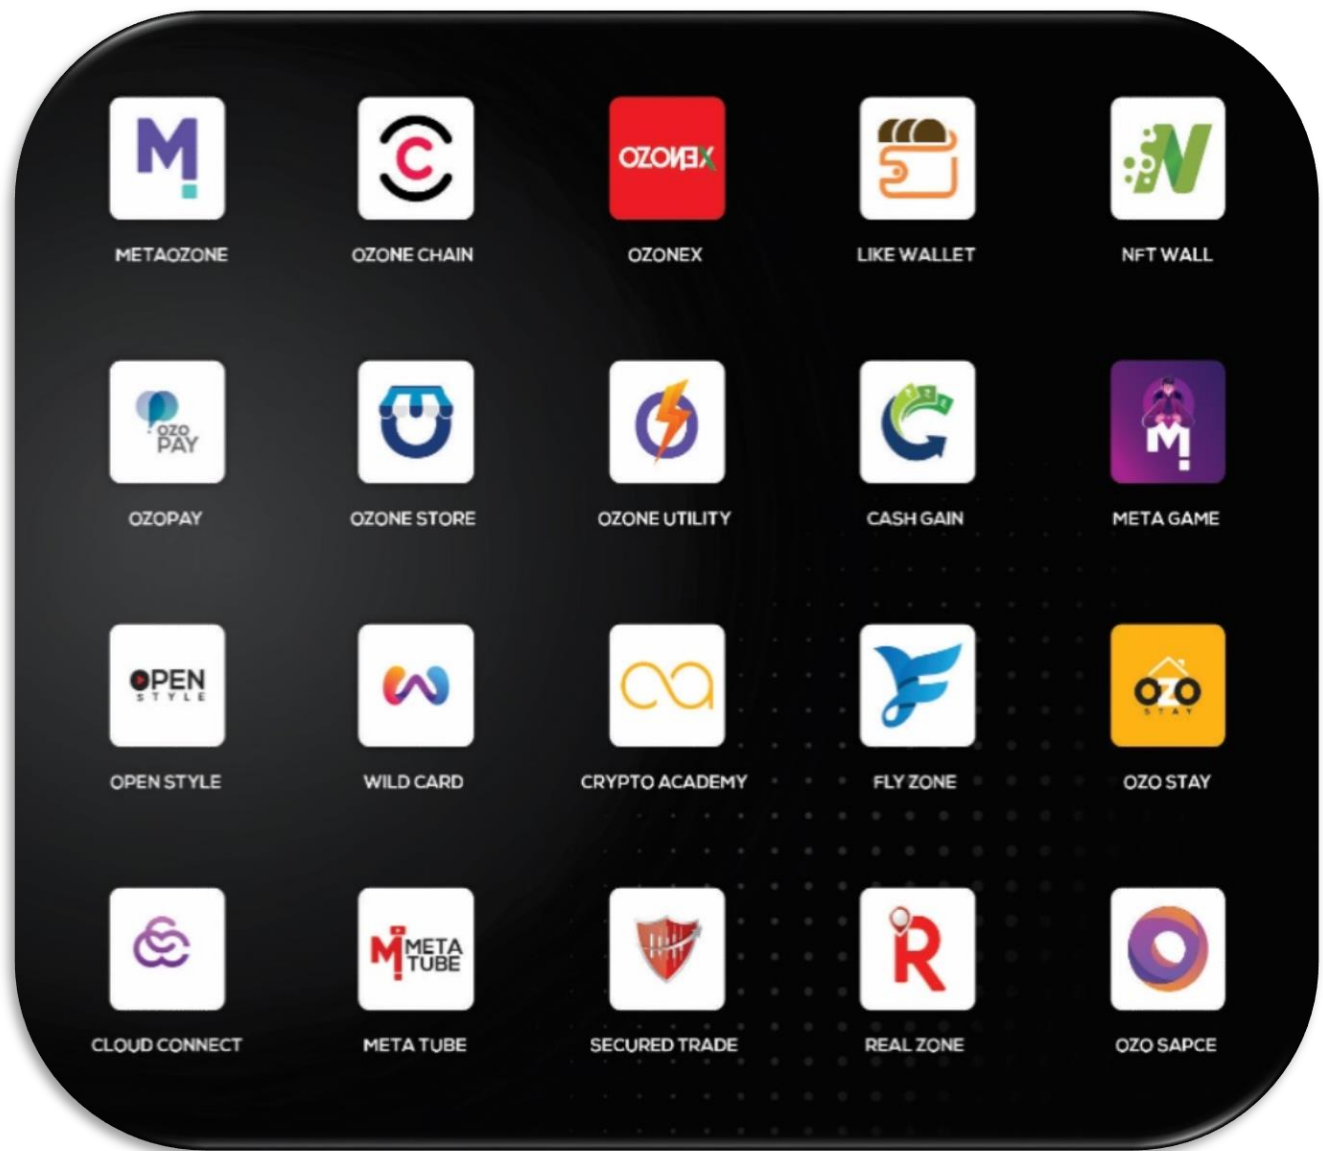 OZONEX
METAOZONE
OZONE CHAIN
OZONEX
LIKE WALLET
NFT WALL
OZO
PAY
OZOPAY
OZONE STORE
OZONE UTILITY
CASH GAIN
META GAME
OPEN
STYLE
OZO
STAY
OPEN STYLE
WILD CARD
CRYPTO ACADEMY
FLY ZONE
OZO STAY
META
TUBE
CLOUD CONNECT
META TUBE
SECURED TRADE
REAL ZONE
OZO SAPCE